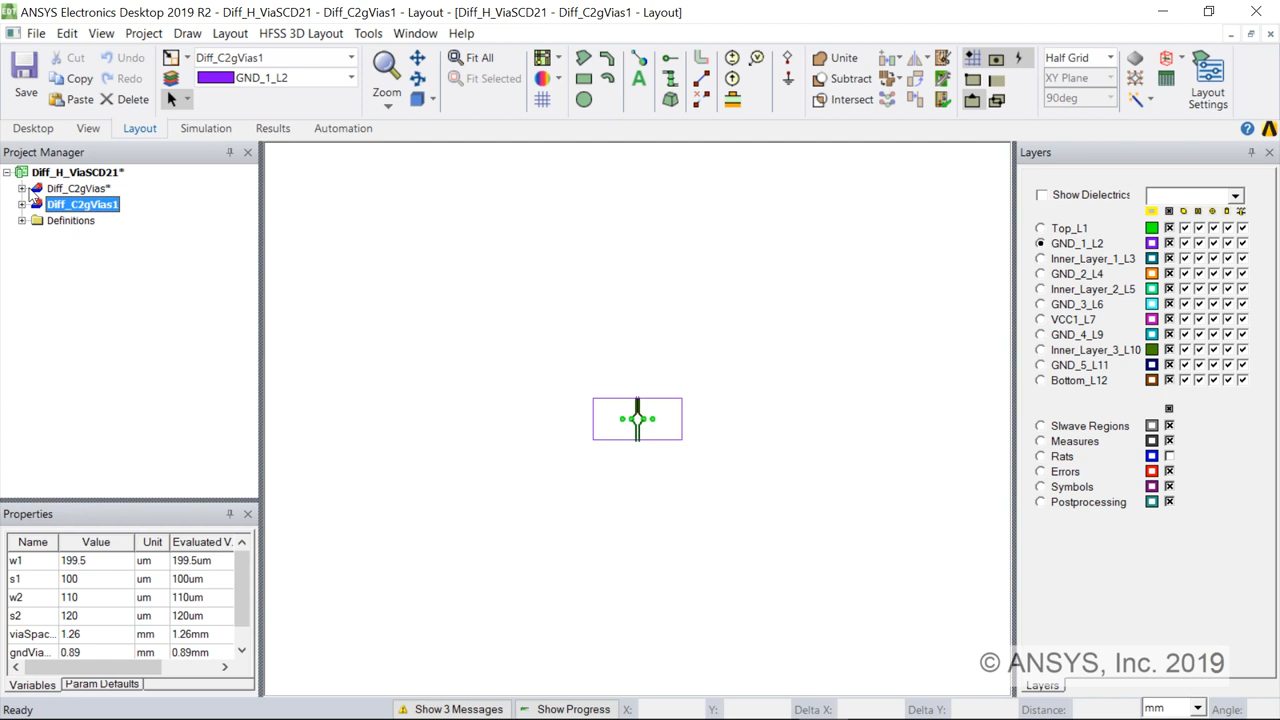 ANSYS Electronics Desktop 2019 R2 - Diff_H_ViaSCD21 - Diff_C2gVias1 - Layout - [Diff_H_ViaSCD21 - Diff_C2gVias1 - Layout]
File Edit View Project Draw Layout HFSS 3D Layout Tools Window Help
Save
Cut
Copy
Paste
Undo
Redo
Delete
Diff_C2gVias1
GND_1_L2
Zoom
Fit All
Fit Selected
Unite
Subtract
Intersect
Half Grid
XY Plane
90deg
Layout
Settings
Desktop View Layout Simulation Results Automation
Project Manager
Diff_H_ViaSCD21*
Diff_C2gVias*
Diff_C2gVias1
Definitions
Properties
Name Value Unit Evaluated V.
w1 199.5 um 199.5um
s1 100 um 100um
w2 110 um 110um
s2 120 um 120um
viaSpac... 1.26 mm 1.26mm
gndVia... 0.89 mm 0.89mm
Variables Param Defaults
Layers
Show Dielectrics
Top_L1
GND_1_L2
Inner_Layer_1_L3
GND_2_L4
Inner_Layer_2_L5
GND_3_L6
VCC1_L7
GND_4_L9
Inner_Layer_3_L10
GND_5_L11
Bottom_L12
SIwave Regions
Measures
Rats
Errors
Symbols
Postprocessing
© ANSYS, Inc. 2019
Layers
Ready Show 3 Messages Show Progress X: Y: Delta X: Delta Y: Distance: mm Angle: